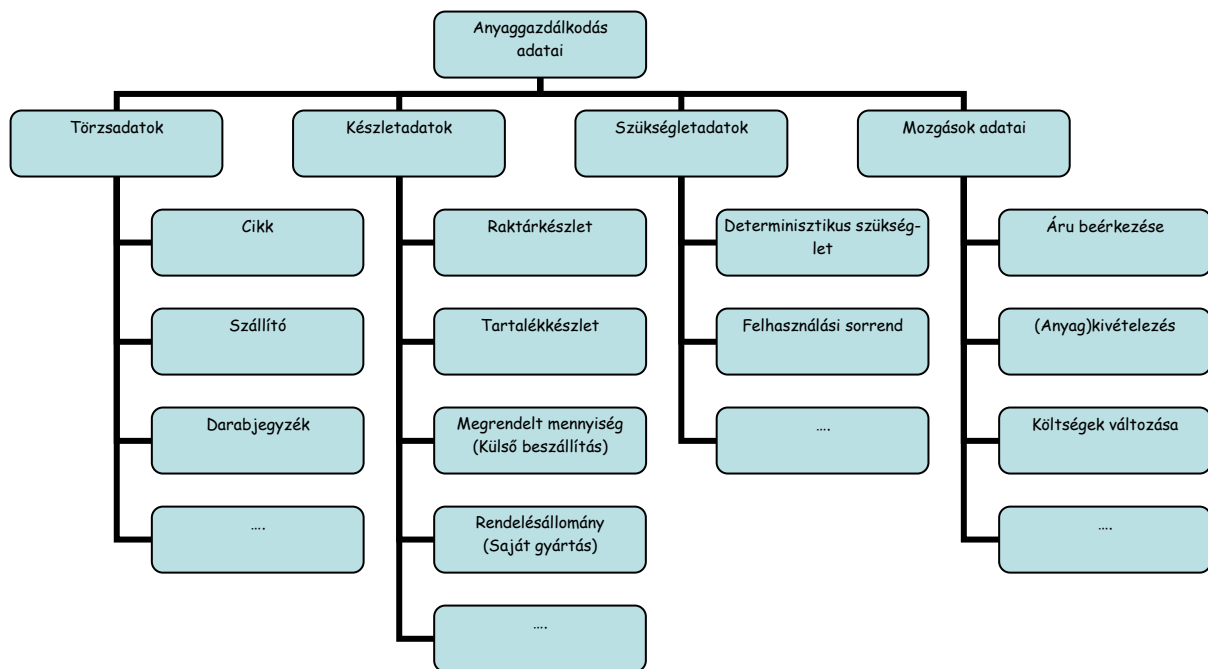 Anyaggazdálkodás
adatai
Törzsadatok
Készletadatok
Szükségletadatok
Mozgások adatai
Cikk
Szállító
Darabjegyzék
....
Raktárkészlet
Tartalékkészlet
Megrendelt mennyiség
(Külső beszállítás)
Rendelésállomány
(Saját gyártás)
....
Determinisztikus szükség-
let
Felhasználási sorrend
....
Áru beérkezése
(Anyag)kivételezés
Költségek változása
....